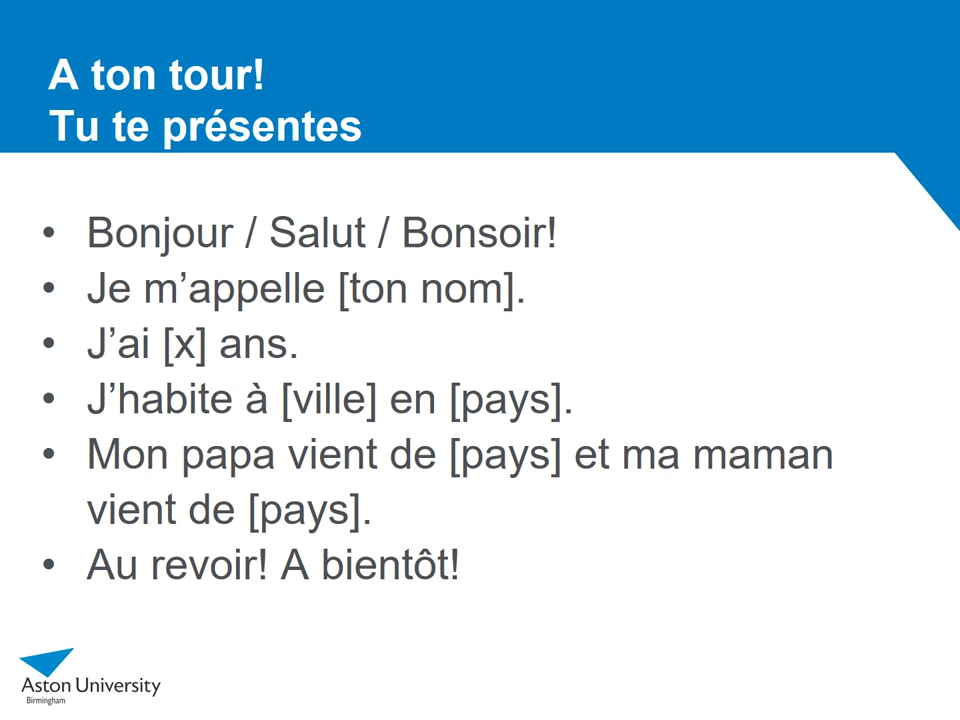 A ton tour!
Tu te présentes
• Bonjour / Salut / Bonsoir!
• Je m’appelle [ton nom].
• J’ai [x] ans.
• J’habite à [ville] en [pays].
• Mon papa vient de [pays] et ma maman
vient de [pays].
• Au revoir! A bientôt!
Aston University
Birmingham